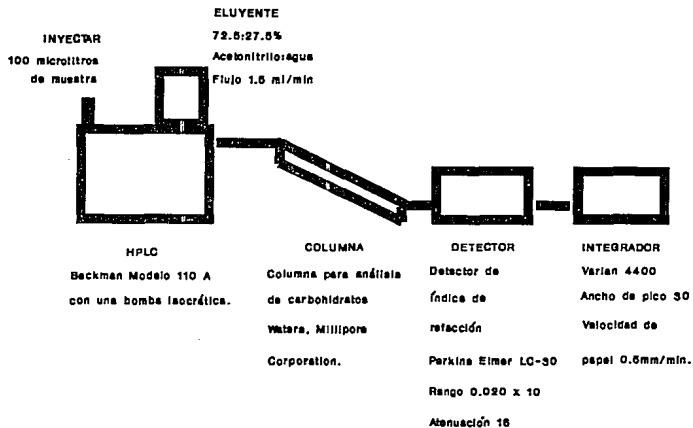 INYECTAR
100 microlitros
de muestra
ELUYENTE
72.5:27.5%
Acetonitrilo:agua
Flujo 1.5 ml/min
HPLC
Beckman Modelo 110 A
con una bomba isocrática.
COLUMNA
Columna para análisis
de carbohidratos
Waters, Millipore
Corporation.
DETECTOR
Detector de
índice de
refacción
Perkins Elmer LC-30
Rango 0.020 x 10
Atenuación 16
INTEGRADOR
Varian 4400
Ancho de pico 30
Velocidad de
papel 0.5mm/min.